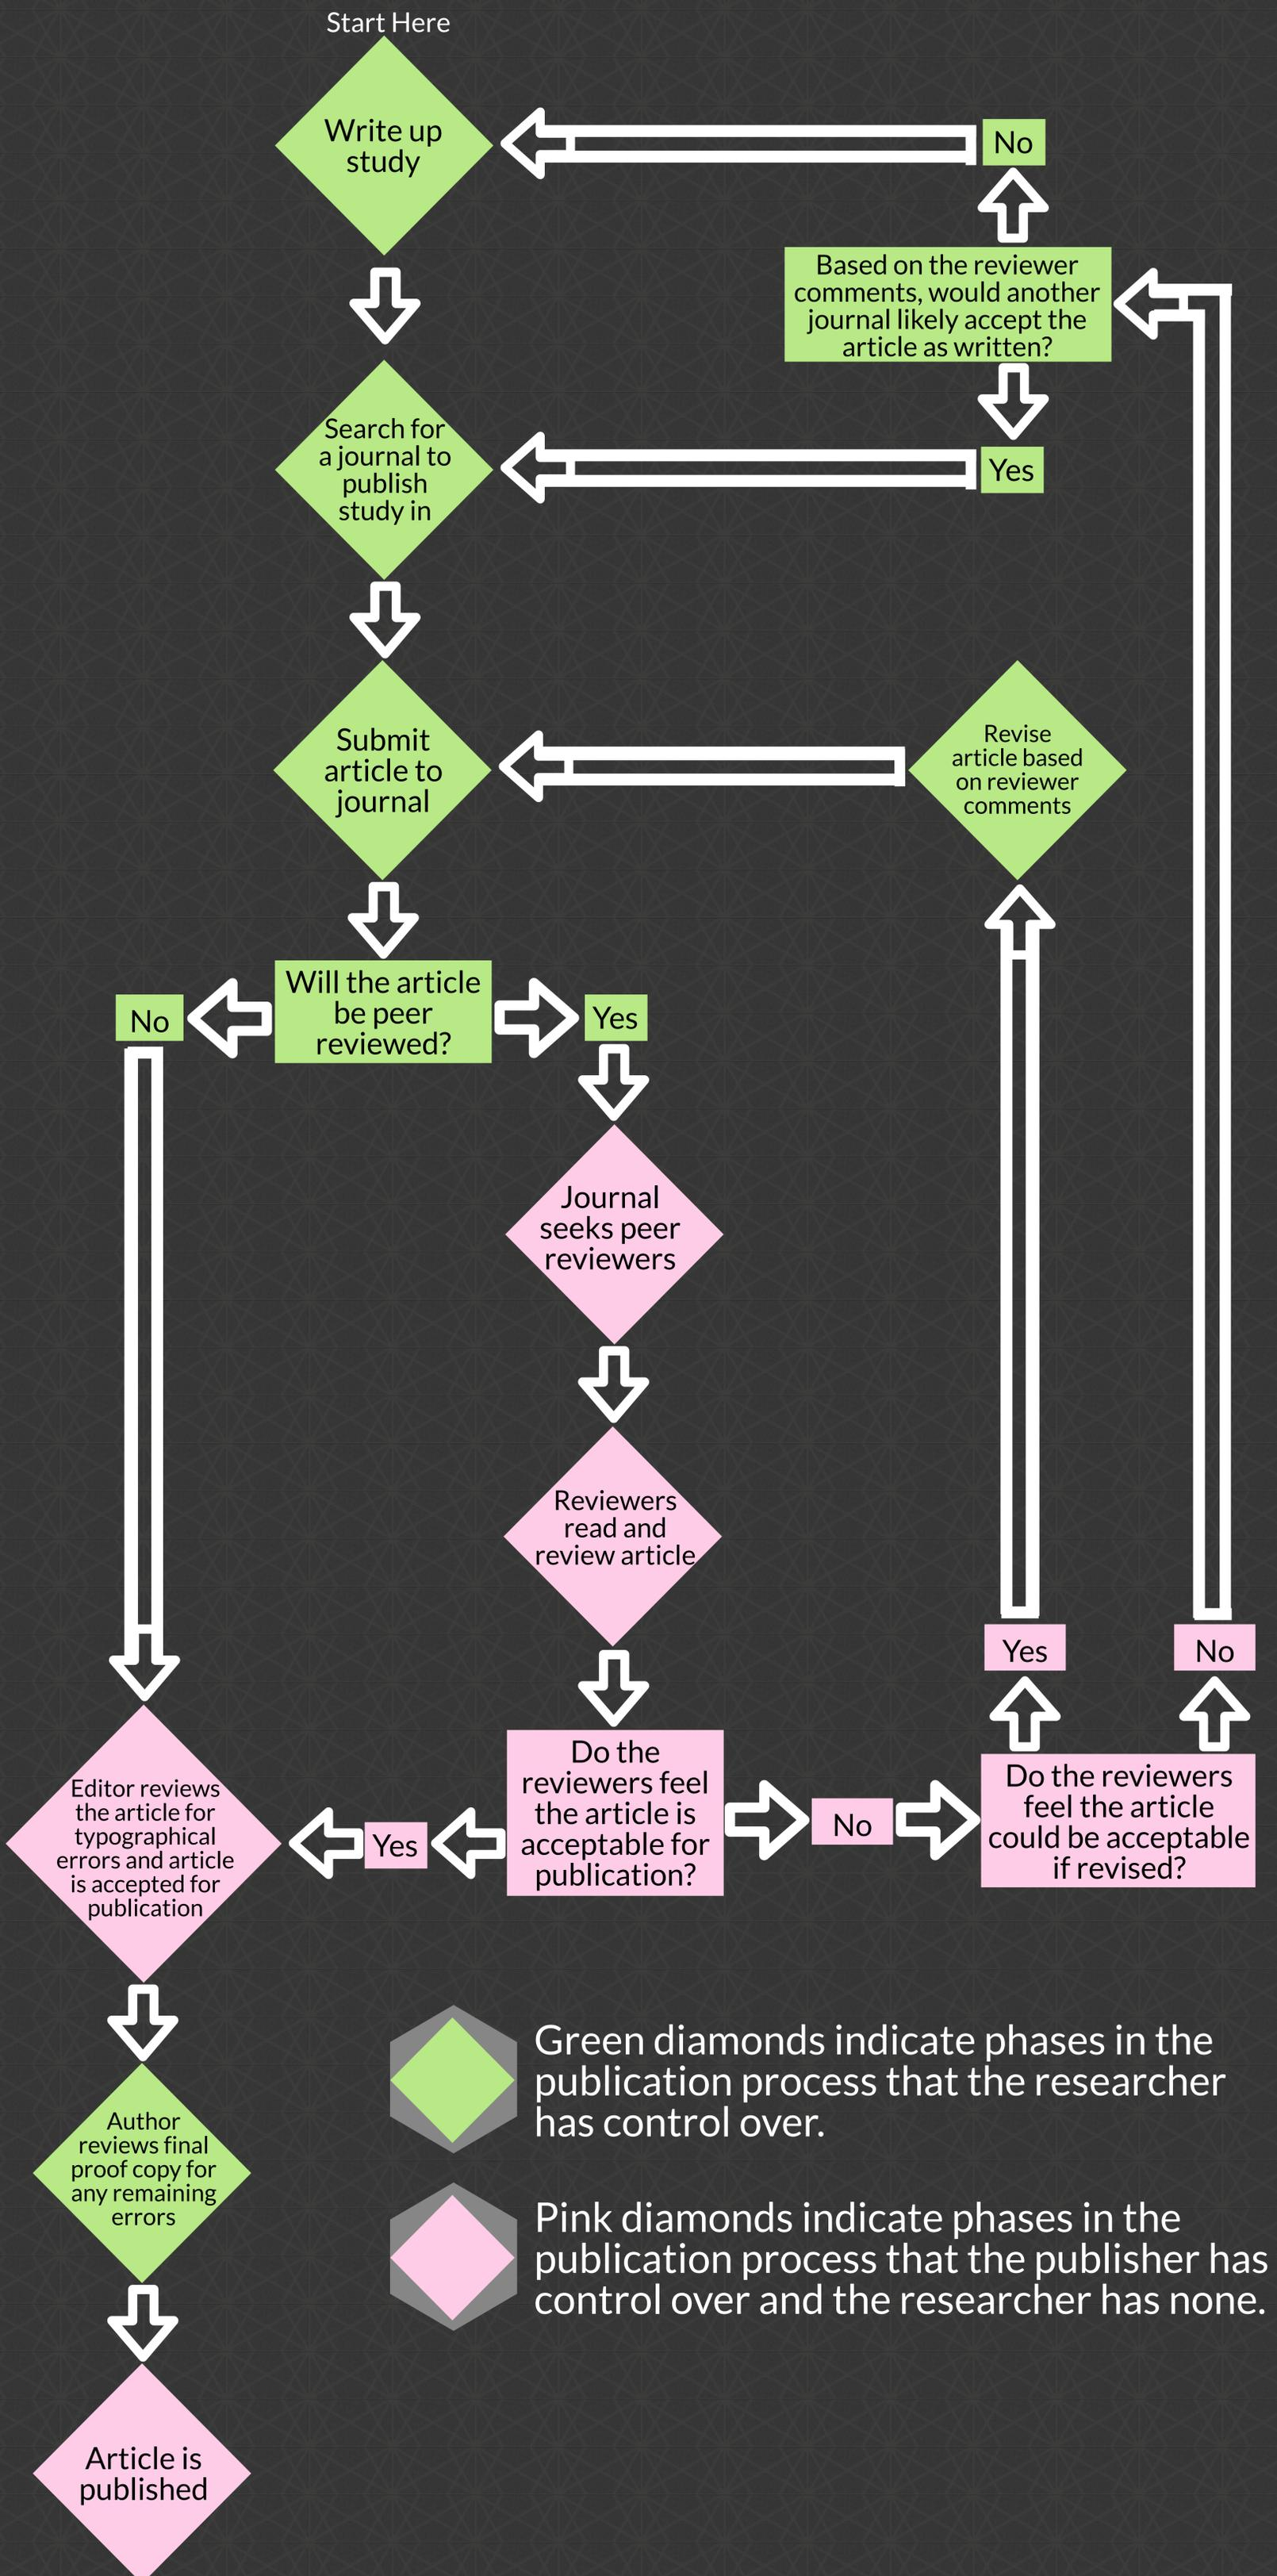 Start Here
Write up
study
No
Based on the reviewer
comments, would another
journal likely accept the
article as written?
Search for
a journal to
publish
study in
Yes
Submit
article to
journal
Revise
article based
on reviewer
comments
No
Will the article
be peer
reviewed?
Yes
Journal
seeks peer
reviewers
Reviewers
read and
review article
Yes
No
Editor reviews
the article for
typographical
errors and article
is accepted for
publication
Yes
Do the
reviewers feel
the article is
acceptable for
publication?
No
Do the reviewers
feel the article
could be acceptable
if revised?
Green diamonds indicate phases in the
publication process that the researcher
has control over.
Author
reviews final
proof copy for
any remaining
errors
Pink diamonds indicate phases in the
publication process that the publisher has
control over and the researcher has none.
Article is
published